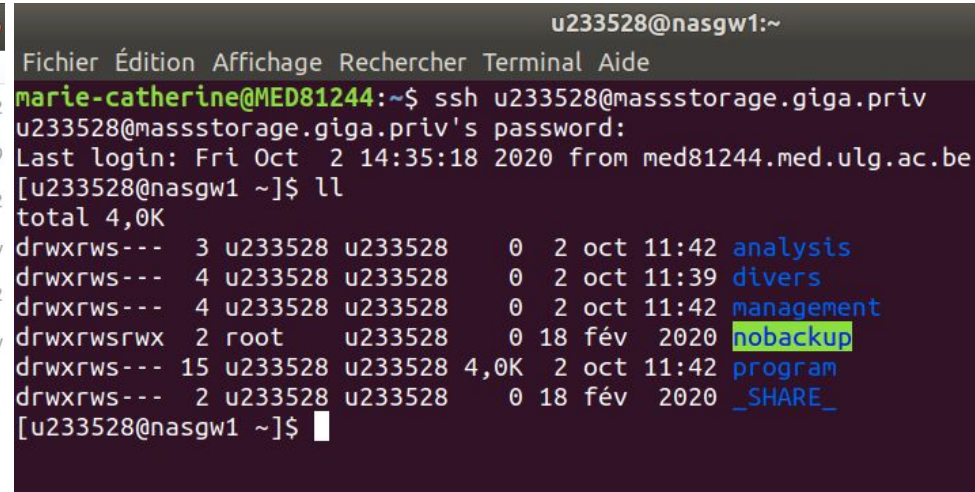 u233528@nasgw1:~
Fichier Édition Affichage Rechercher Terminal Aide
marie-catherine@MED81244:~$ ssh u233528@massstorage.giga.priv
u233528@massstorage.giga.priv's password:
Last login: Fri Oct  2 14:35:18 2020 from med81244.med.ulg.ac.be
[u233528@nasgw1 ~]$ ll
total 4,0K
drwxrws---  3 u233528 u233528    0  2 oct 11:42 analysis
drwxrws---  4 u233528 u233528    0  2 oct 11:39 divers
drwxrws---  4 u233528 u233528    0  2 oct 11:42 management
drwxrwsrwx  2 root    u233528    0 18 fév  2020 nobackup
drwxrws--- 15 u233528 u233528 4,0K  2 oct 11:42 program
drwxrws---  2 u233528 u233528    0 18 fév  2020 _SHARE_
[u233528@nasgw1 ~]$